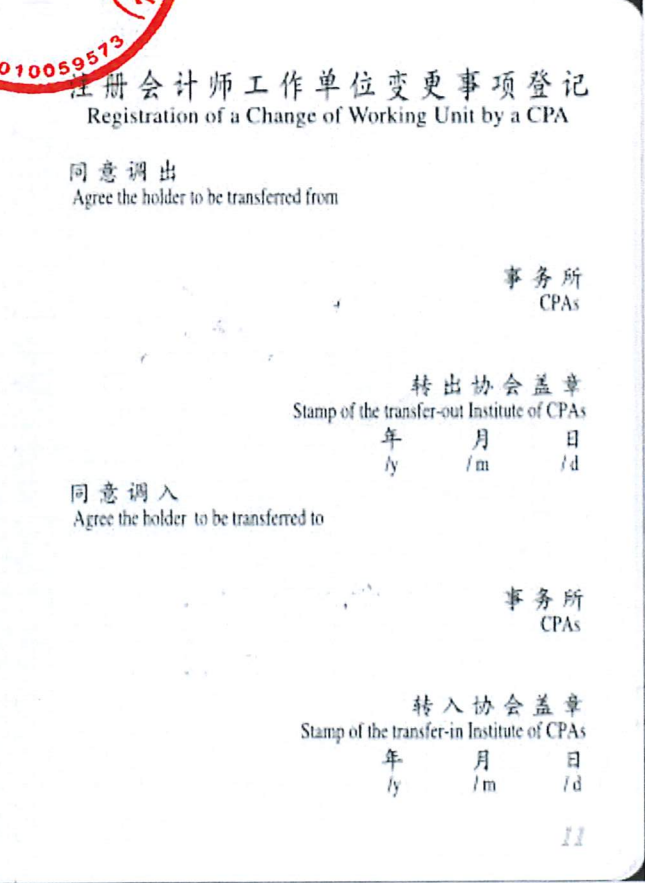 010059573
注册会计师工作单位变更事项登记
Registration of a Change of Working Unit by a CPA
同意调出
Agree the holder to be transferred from
事务所
CPAs
转出协会盖章
Stamp of the transfer-out Institute of CPAs
年 月 日
/y /m /d
同意调入
Agree the holder to be transferred to
事务所
CPAs
转入协会盖章
Stamp of the transfer-in Institute of CPAs
年 月 日
/y /m /d
11